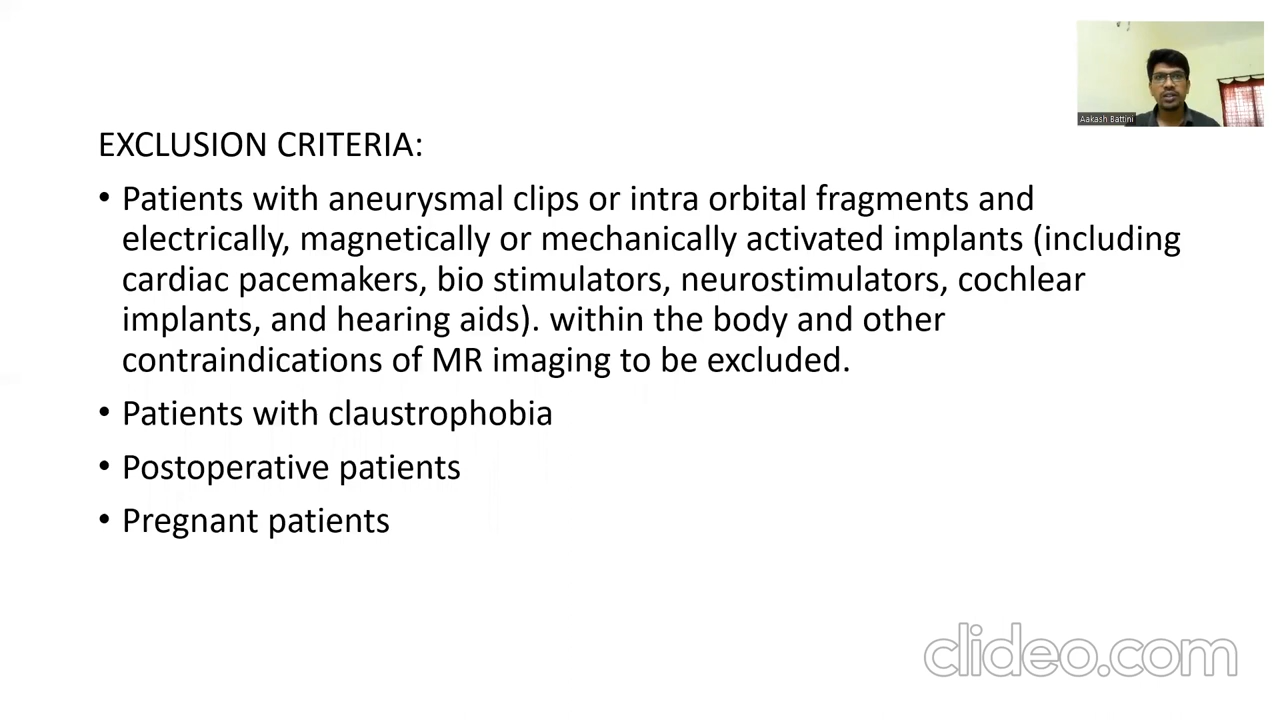 Aakash Battini
EXCLUSION CRITERIA:
• Patients with aneurysmal clips or intra orbital fragments and
electrically, magnetically or mechanically activated implants (including
cardiac pacemakers, bio stimulators, neurostimulators, cochlear
implants, and hearing aids). within the body and other
contraindications of MR imaging to be excluded.
• Patients with claustrophobia
• Postoperative patients
• Pregnant patients
clideo.com